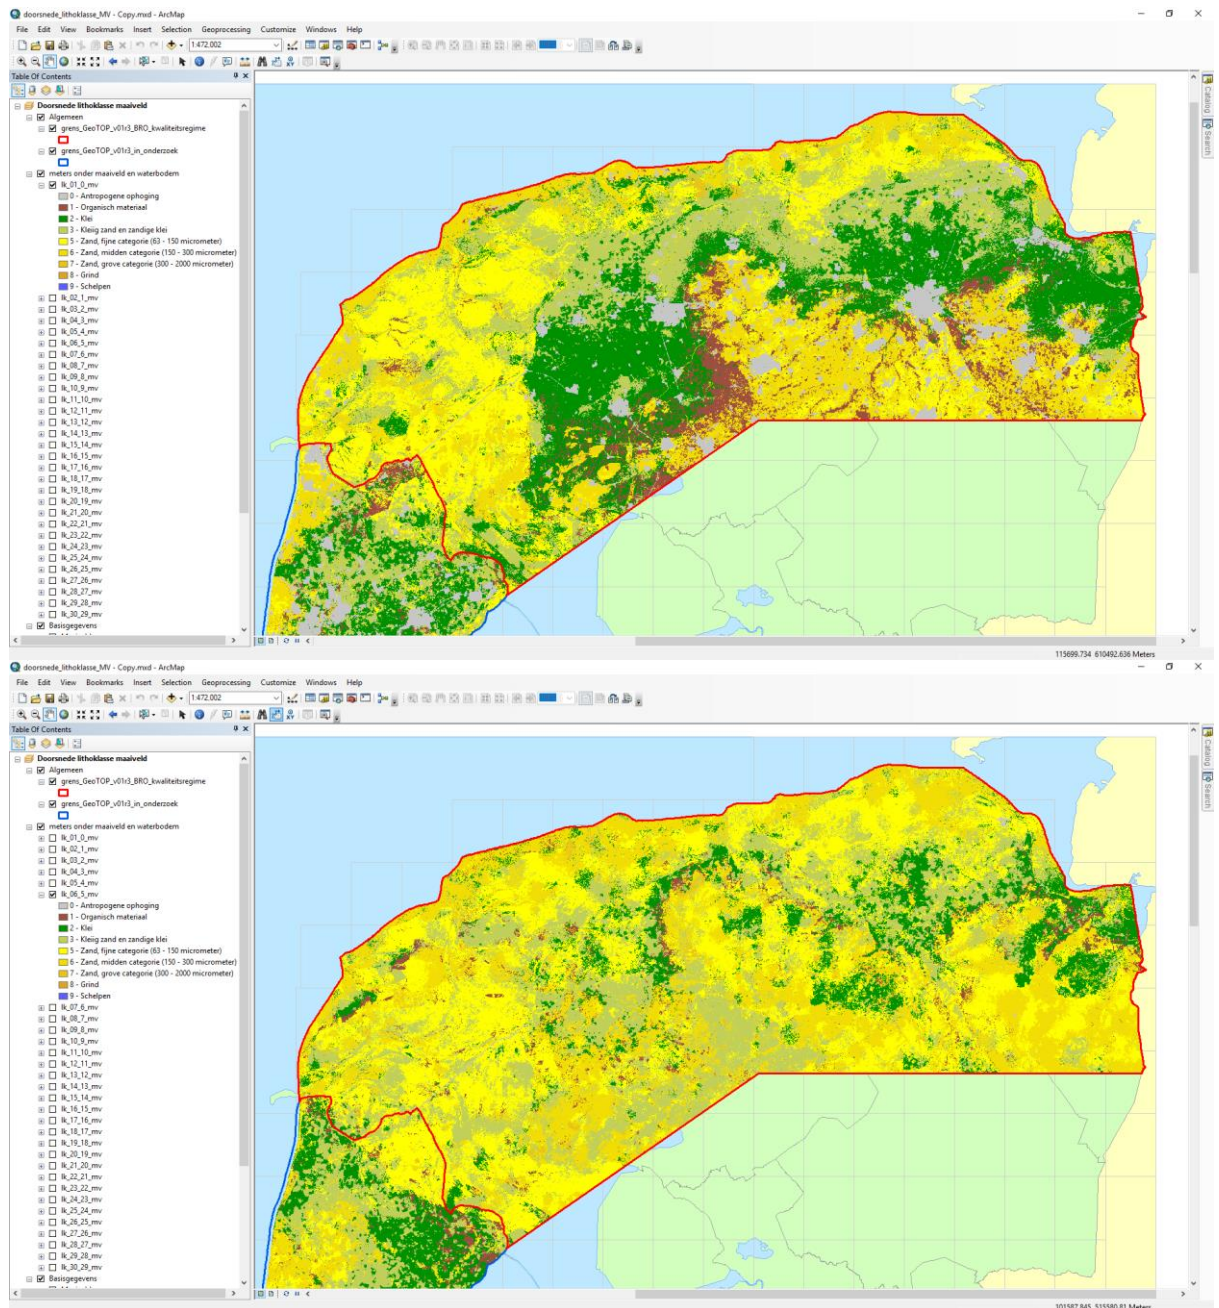 doorsnede_lithoklasse_MV - Copy.mxd - ArcMap
File Edit View Bookmarks Insert Selection Geoprocessing Customize Windows Help
1:472.002
Table Of Contents
Doorsnede lithoklasse maaiveld
Algemeen
grens_GeoTOP_v01r3_BRO_kwaliteitsregime
grens_GeoTOP_v01r3_in_onderzoek
meters onder maaiveld en waterbodem
lk_01_0_mv
0 - Antropogene ophoging
1 - Organisch materiaal
2 - Klei
3 - Kleiig zand en zandige klei
5 - Zand, fijne categorie (63 - 150 micrometer)
6 - Zand, midden categorie (150 - 300 micrometer)
7 - Zand, grove categorie (300 - 2000 micrometer)
8 - Grind
9 - Schelpen
lk_02_1_mv
lk_03_2_mv
lk_04_3_mv
lk_05_4_mv
lk_06_5_mv
lk_07_6_mv
lk_08_7_mv
lk_09_8_mv
lk_10_9_mv
lk_11_10_mv
lk_12_11_mv
lk_13_12_mv
lk_14_13_mv
lk_15_14_mv
lk_16_15_mv
lk_17_16_mv
lk_18_17_mv
lk_19_18_mv
lk_20_19_mv
lk_21_20_mv
lk_22_21_mv
lk_23_22_mv
lk_24_23_mv
lk_25_24_mv
lk_26_25_mv
lk_27_26_mv
lk_28_27_mv
lk_29_28_mv
lk_30_29_mv
Basisgegevens
Catalog
Search
115699.734 610492.636 Meters
doorsnede_lithoklasse_MV - Copy.mxd - ArcMap
File Edit View Bookmarks Insert Selection Geoprocessing Customize Windows Help
1:472.002
Table Of Contents
Doorsnede lithoklasse maaiveld
Algemeen
grens_GeoTOP_v01r3_BRO_kwaliteitsregime
grens_GeoTOP_v01r3_in_onderzoek
meters onder maaiveld en waterbodem
lk_01_0_mv
lk_02_1_mv
lk_03_2_mv
lk_04_3_mv
lk_05_4_mv
lk_06_5_mv
0 - Antropogene ophoging
1 - Organisch materiaal
2 - Klei
3 - Kleiig zand en zandige klei
5 - Zand, fijne categorie (63 - 150 micrometer)
6 - Zand, midden categorie (150 - 300 micrometer)
7 - Zand, grove categorie (300 - 2000 micrometer)
8 - Grind
9 - Schelpen
lk_07_6_mv
lk_08_7_mv
lk_09_8_mv
lk_10_9_mv
lk_11_10_mv
lk_12_11_mv
lk_13_12_mv
lk_14_13_mv
lk_15_14_mv
lk_16_15_mv
lk_17_16_mv
lk_18_17_mv
lk_19_18_mv
lk_20_19_mv
lk_21_20_mv
lk_22_21_mv
lk_23_22_mv
lk_24_23_mv
lk_25_24_mv
lk_26_25_mv
lk_27_26_mv
lk_28_27_mv
lk_29_28_mv
lk_30_29_mv
Basisgegevens
Catalog
Search